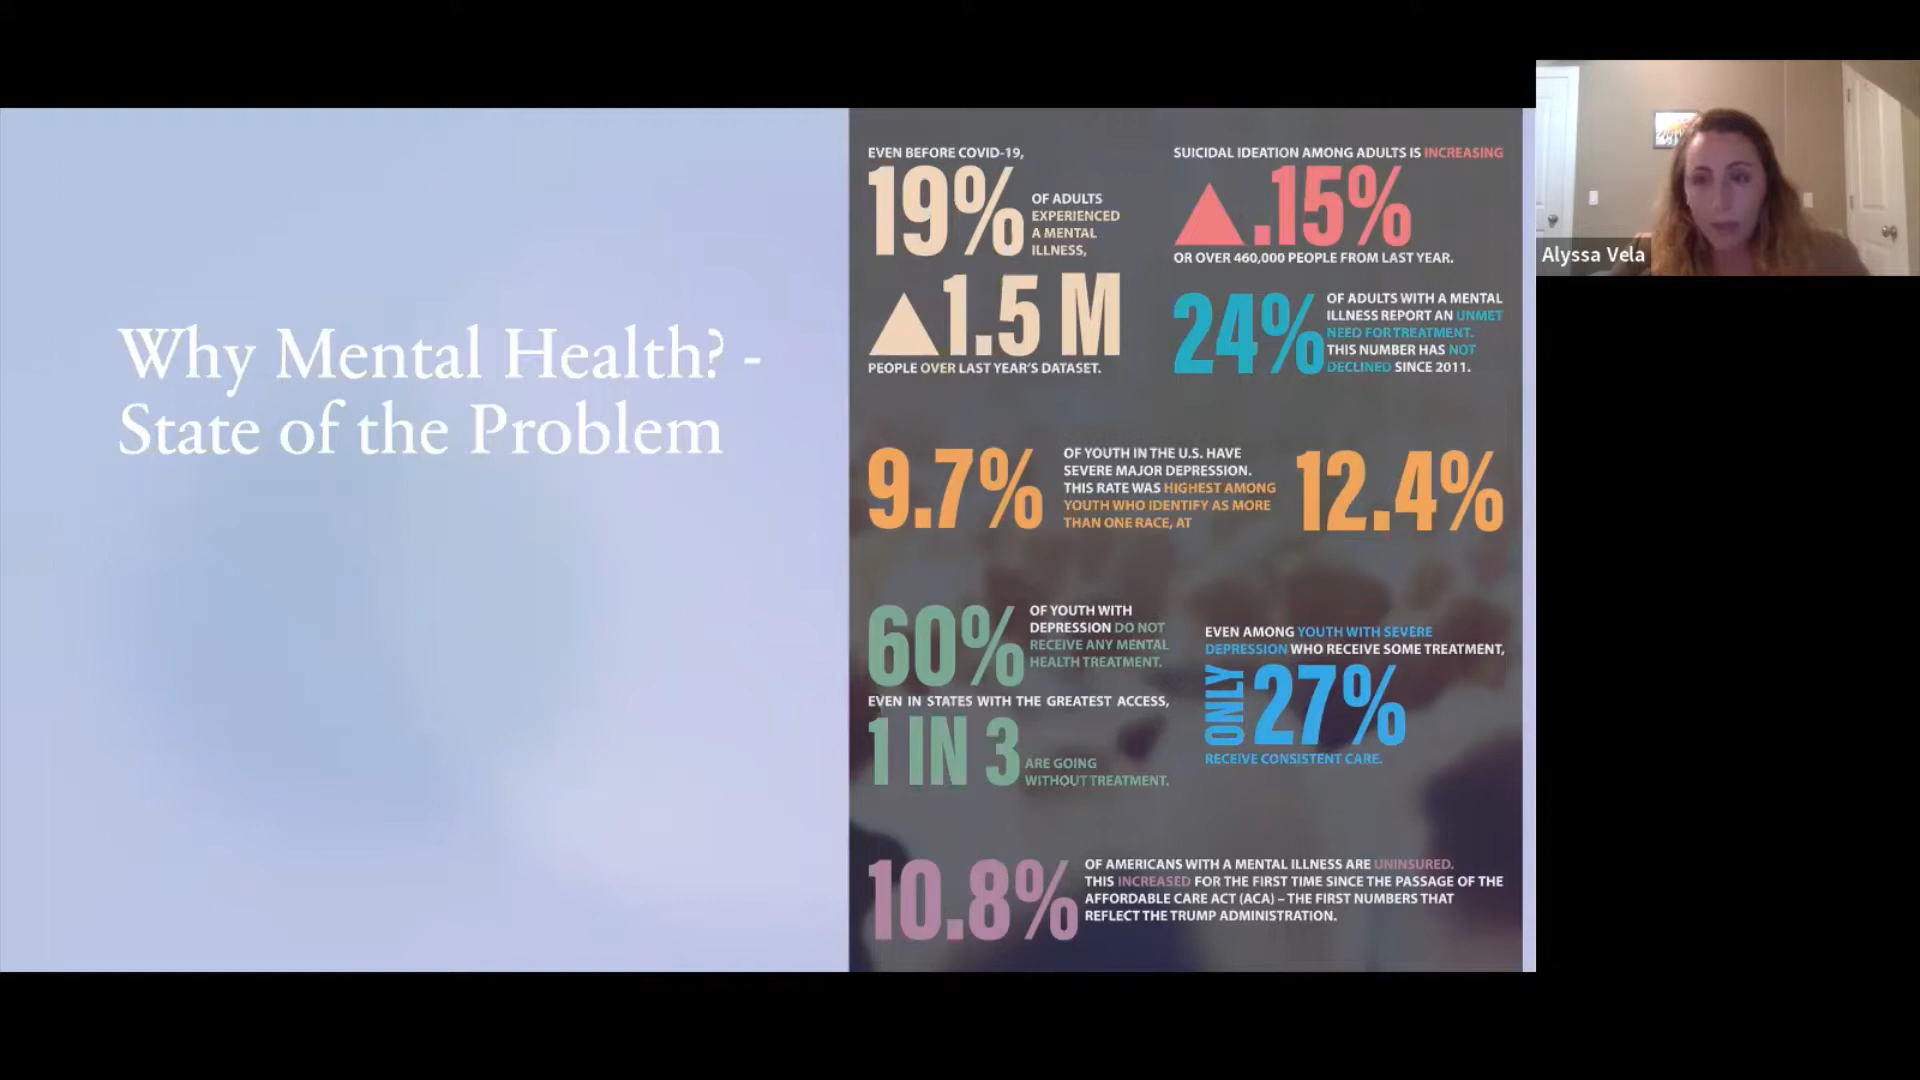 Why Mental Health? -
State of the Problem
EVEN BEFORE COVID-19,
19%
OF ADULTS
EXPERIENCED
A MENTAL
ILLNESS,
▲1.5 M
PEOPLE OVER LAST YEAR'S DATASET.
SUICIDAL IDEATION AMONG ADULTS IS INCREASING
▲.15%
OR OVER 460,000 PEOPLE FROM LAST YEAR.
24%
OF ADULTS WITH A MENTAL
ILLNESS REPORT AN UNMET
NEED FOR TREATMENT.
THIS NUMBER HAS NOT
DECLINED SINCE 2011.
9.7%
OF YOUTH IN THE U.S. HAVE
SEVERE MAJOR DEPRESSION.
THIS RATE WAS HIGHEST AMONG
YOUTH WHO IDENTIFY AS MORE
THAN ONE RACE, AT
12.4%
60%
OF YOUTH WITH
DEPRESSION DO NOT
RECEIVE ANY MENTAL
HEALTH TREATMENT.
EVEN IN STATES WITH THE GREATEST ACCESS,
1 IN 3
ARE GOING
WITHOUT TREATMENT.
EVEN AMONG YOUTH WITH SEVERE
DEPRESSION WHO RECEIVE SOME TREATMENT,
ONLY 27%
RECEIVE CONSISTENT CARE.
10.8%
OF AMERICANS WITH A MENTAL ILLNESS ARE UNINSURED.
THIS INCREASED FOR THE FIRST TIME SINCE THE PASSAGE OF THE
AFFORDABLE CARE ACT (ACA) – THE FIRST NUMBERS THAT
REFLECT THE TRUMP ADMINISTRATION.
Alyssa Vela